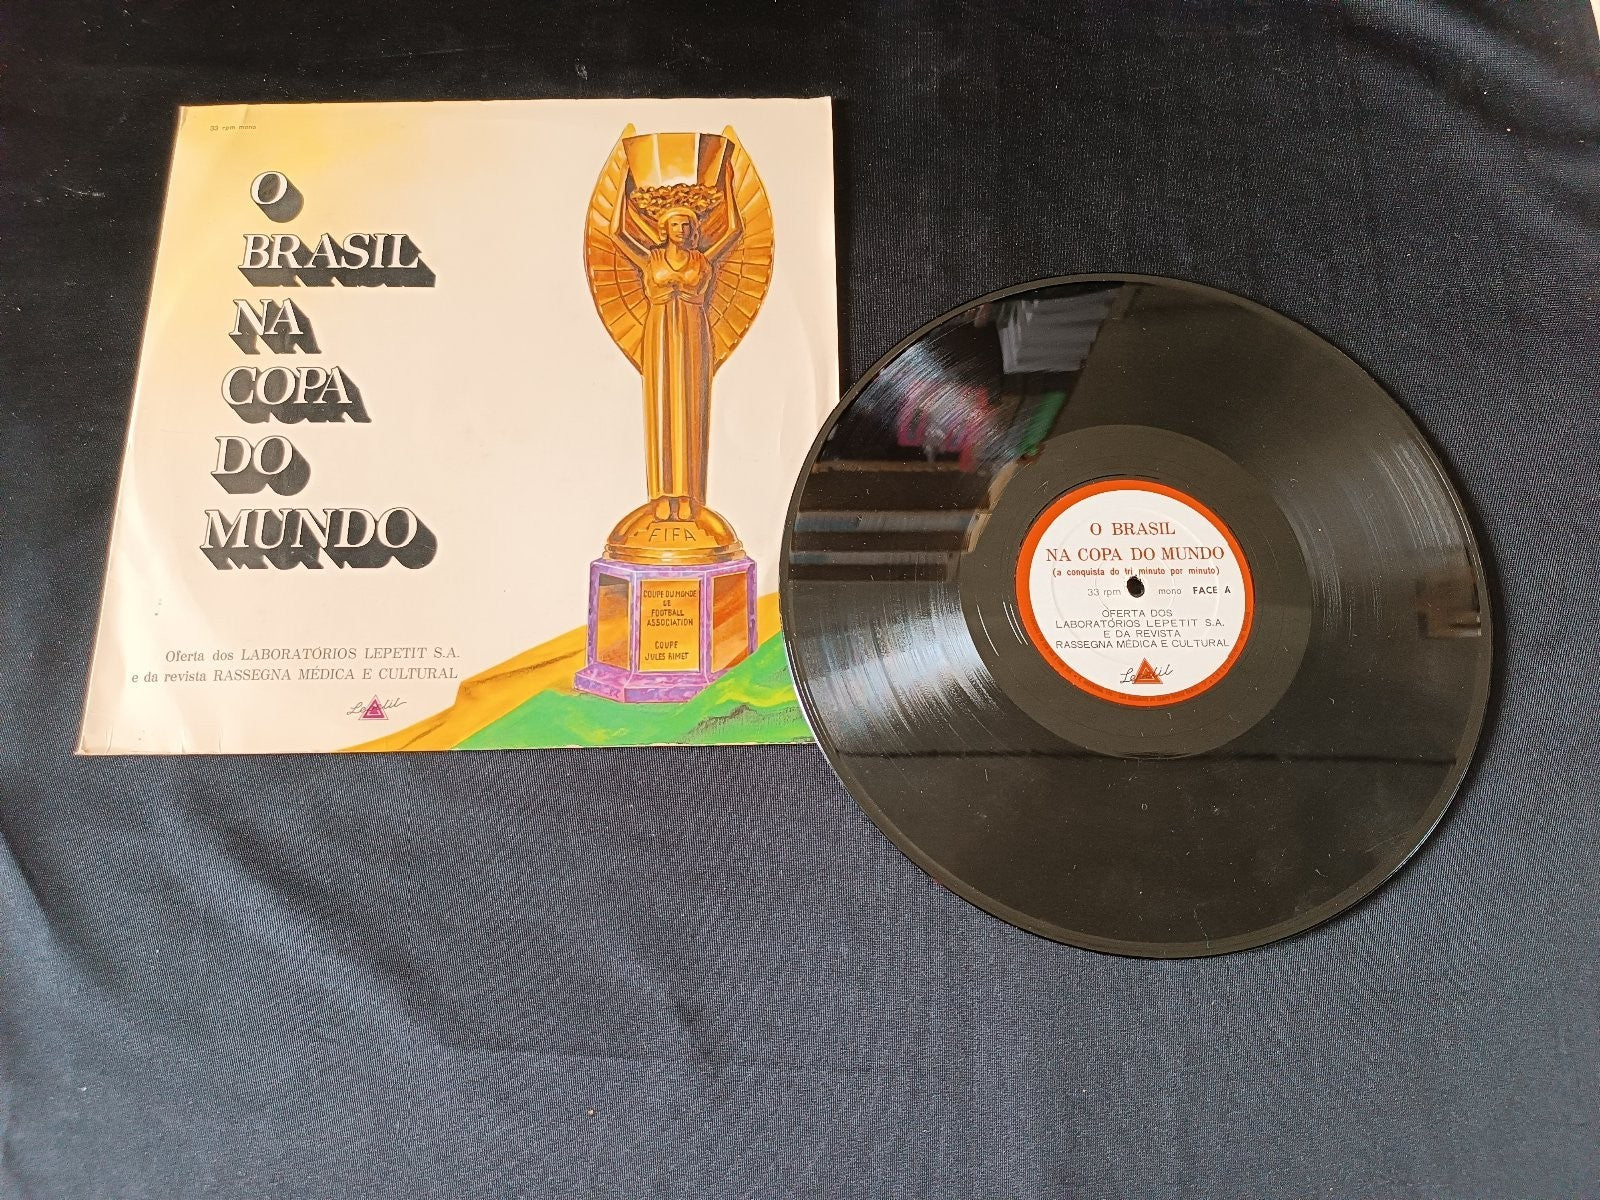 33 rpm mono
O
BRASIL
NA
COPA
DO
MUNDO
FIFA
COUPE DU MONDE
DE
FOOTBALL
ASSOCIATION
COUPE
JULES RIMET
Oferta dos LABORATÓRIOS LEPETIT S.A.
e da revista RASSEGNA MÉDICA E CULTURAL
Lepetit
O BRASIL
NA COPA DO MUNDO
(a conquista do tri minuto por minuto)
33 rpm mono FACE A
OFERTA DOS
LABORATÓRIOS LEPETIT S.A.
E DA REVISTA
RASSEGNA MÉDICA E CULTURAL
Lepetit